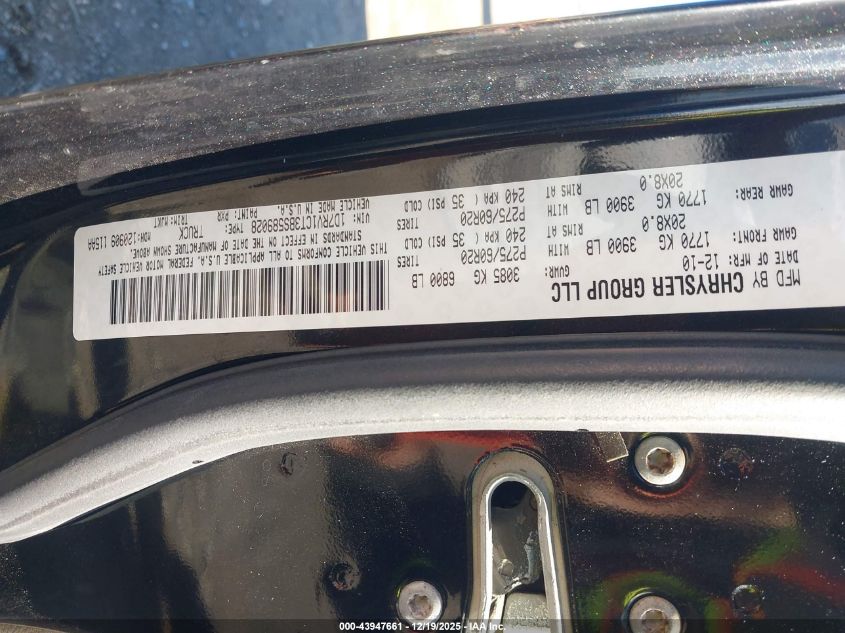 MFD BY CHRYSLER GROUP LLC
DATE OF MFR: 12-10 GVWR: 3085 KG 6800 LB
GAWR FRONT: WITH TIRES
1770 KG 3900 LB P275/60R20
20X8.0 RIMS AT 240 KPA( 35 PSI) COLD
GAWR REAR: WITH TIRES
1770 KG 3900 LB P275/60R20
20X8.0 RIMS AT 240 KPA( 35 PSI) COLD
THIS VEHICLE CONFORMS TO ALL APPLICABLE U.S.A. FEDERAL MOTOR VEHICLE SAFETY
STANDARDS IN EFFECT ON THE DATE OF MANUFACTURE SHOWN ABOVE.
MDH:120909 115AA
VIN: 1D7RV1CT3BS589028 TYPE: TRUCK
PAINT: PXR TRIM:
VEHICLE MADE IN U.S.A.
000-43947661 - 12/19/2025 - IAA Inc.